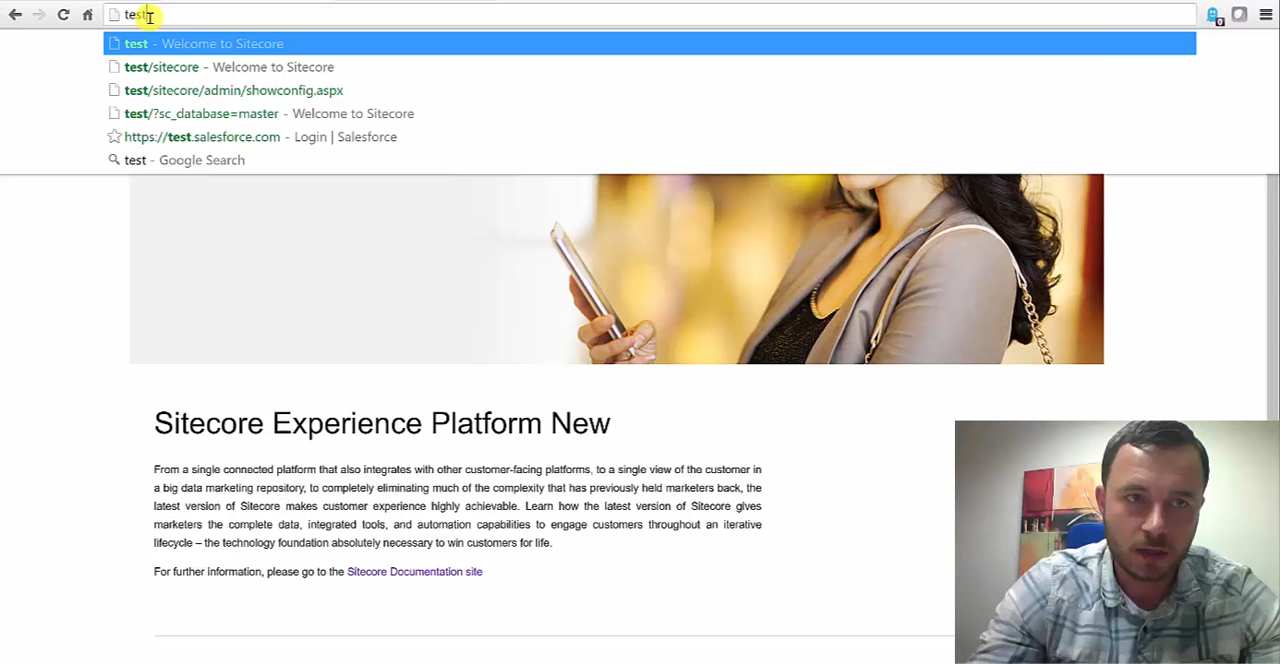 test
test - Welcome to Sitecore
test/sitecore - Welcome to Sitecore
test/sitecore/admin/showconfig.aspx
test/?sc_database=master - Welcome to Sitecore
https://test.salesforce.com - Login | Salesforce
test - Google Search
0
Sitecore Experience Platform New
From a single connected platform that also integrates with other customer-facing platforms, to a single view of the customer in
a big data marketing repository, to completely eliminating much of the complexity that has previously held marketers back, the
latest version of Sitecore makes customer experience highly achievable. Learn how the latest version of Sitecore gives
marketers the complete data, integrated tools, and automation capabilities to engage customers throughout an iterative
lifecycle – the technology foundation absolutely necessary to win customers for life.
For further information, please go to the Sitecore Documentation site